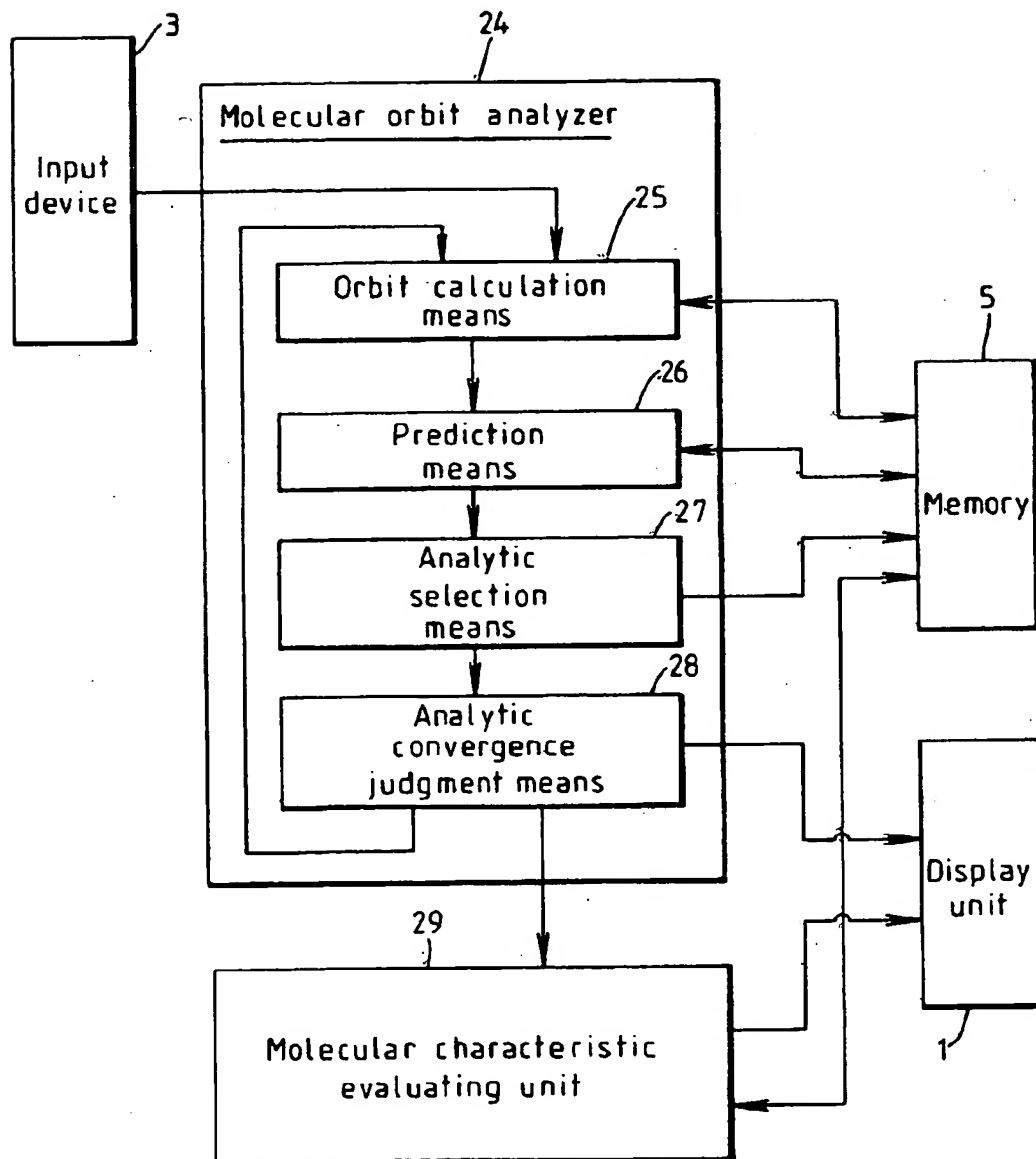 3
24
Input
device
Molecular orbit analyzer
25
Orbit calculation
means
5
26
Prediction
means
Memory
27
Analytic
selection
means
28
Analytic
convergence
judgment means
Display
unit
1
29
Molecular characteristic
evaluating unit